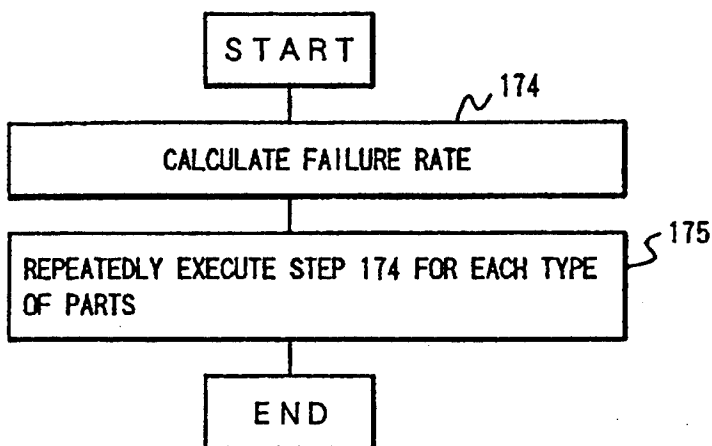 START
174
CALCULATE FAILURE RATE
175
REPEATEDLY EXECUTE STEP 174 FOR EACH TYPE
OF PARTS
END